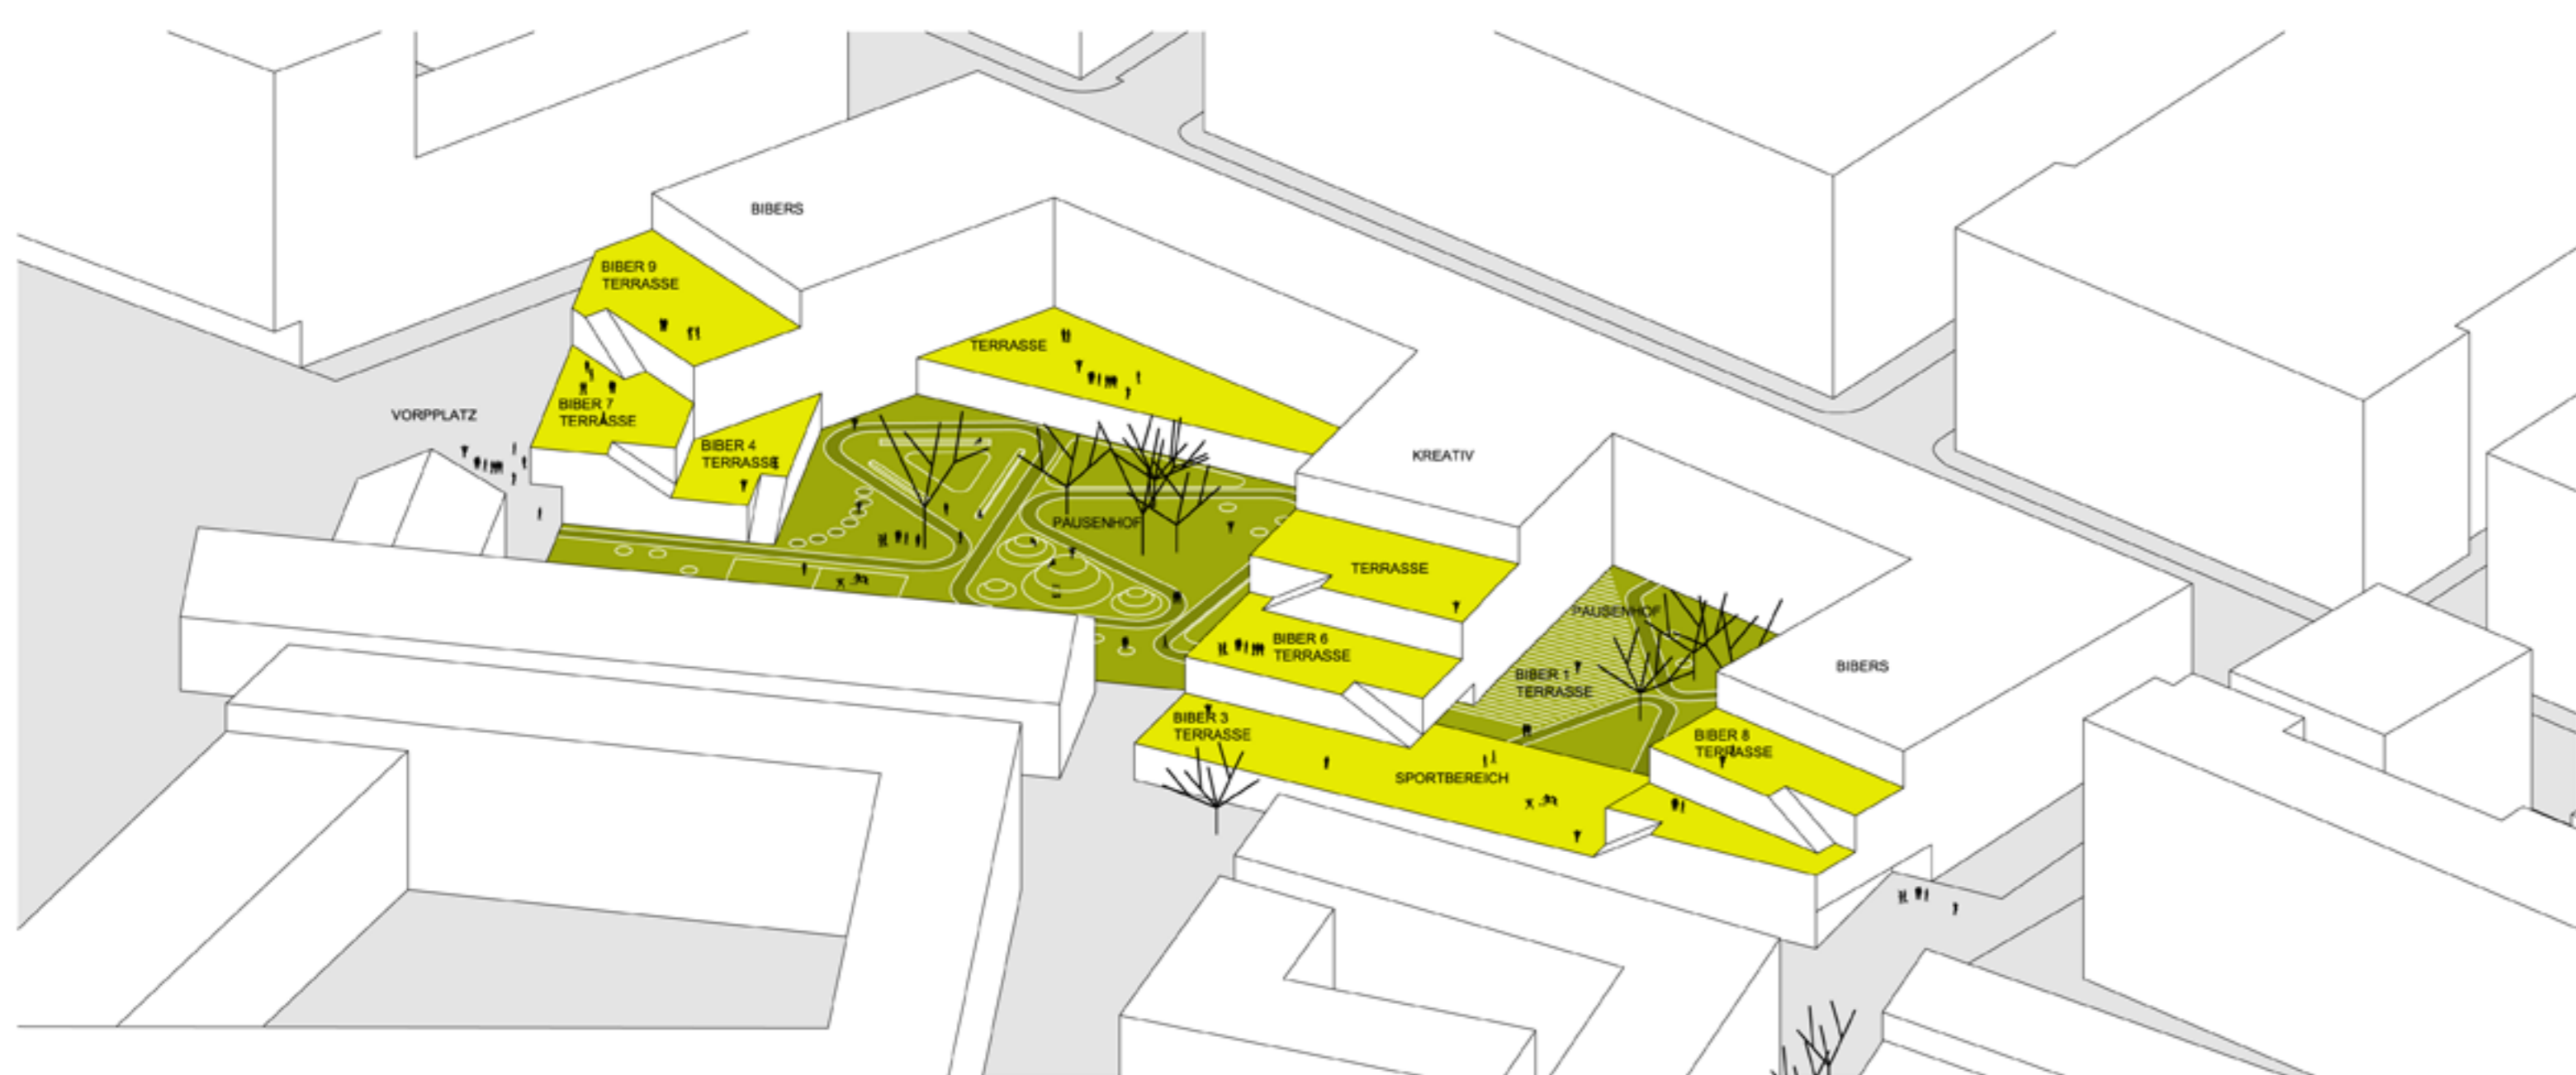 BIBERS
BIBER 9
TERRASSE
TERRASSE
BIBER 7
TERRASSE
VORPPLATZ
BIBER 4
TERRASSE
KREATIV
PAUSENHOF
TERRASSE
PAUSENHOF
BIBER 6
TERRASSE
BIBER 1
TERRASSE
BIBERS
BIBER 3
TERRASSE
BIBER 8
TERRASSE
SPORTBEREICH